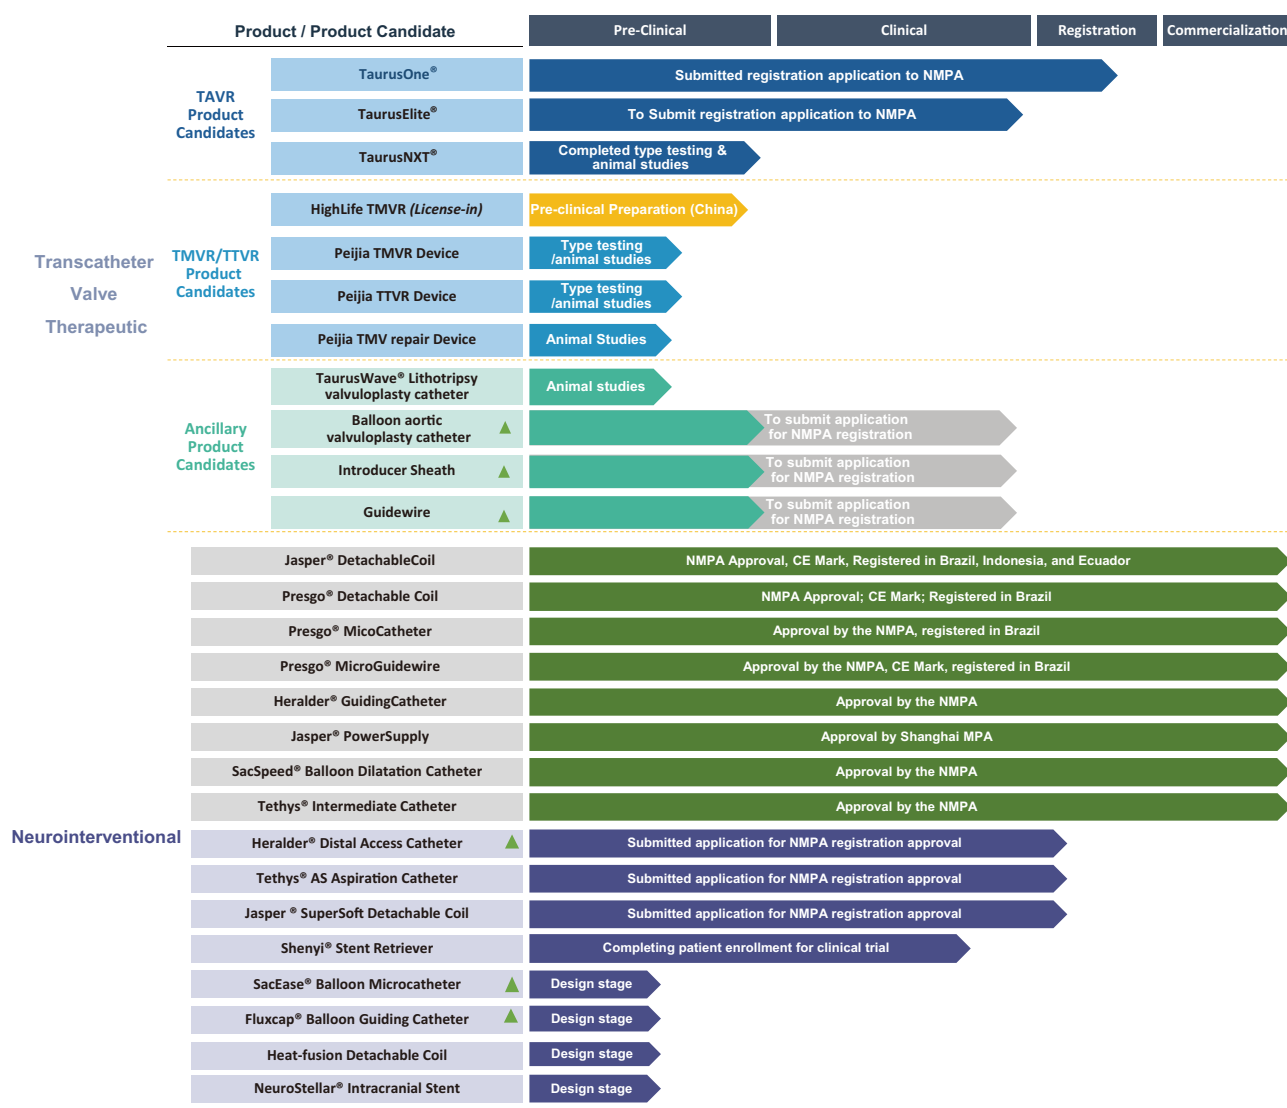 Product / Product Candidate
Pre-Clinical
Clinical
Registration
Commercialization
Transcatheter
Valve
Therapeutic
TAVR
Product
Candidates
TaurusOne®
Submitted registration application to NMPA
TaurusElite®
To Submit registration application to NMPA
TaurusNXT®
Completed type testing &
animal studies
TMVR/TTVR
Product
Candidates
HighLife TMVR (License-in)
Pre-clinical Preparation (China)
Peijia TMVR Device
Type testing
/animal studies
Peijia TTVR Device
Type testing
/animal studies
Peijia TMV repair Device
Animal Studies
Ancillary
Product
Candidates
TaurusWave® Lithotripsy
valvuloplasty catheter
Animal studies
Balloon aortic
valvuloplasty catheter
To submit application
for NMPA registration
Introducer Sheath
To submit application
for NMPA registration
Guidewire
To submit application
for NMPA registration
Neurointerventional
Jasper® DetachableCoil
NMPA Approval, CE Mark, Registered in Brazil, Indonesia, and Ecuador
Presgo® Detachable Coil
NMPA Approval; CE Mark; Registered in Brazil
Presgo® MicoCatheter
Approval by the NMPA, registered in Brazil
Presgo® MicroGuidewire
Approval by the NMPA, CE Mark, registered in Brazil
Heralder® GuidingCatheter
Approval by the NMPA
Jasper® PowerSupply
Approval by Shanghai MPA
SacSpeed® Balloon Dilatation Catheter
Approval by the NMPA
Tethys® Intermediate Catheter
Approval by the NMPA
Heralder® Distal Access Catheter
Submitted application for NMPA registration approval
Tethys® AS Aspiration Catheter
Submitted application for NMPA registration approval
Jasper ® SuperSoft Detachable Coil
Submitted application for NMPA registration approval
Shenyi® Stent Retriever
Completing patient enrollment for clinical trial
SacEase® Balloon Microcatheter
Design stage
Fluxcap® Balloon Guiding Catheter
Design stage
Heat-fusion Detachable Coil
Design stage
NeuroStellar® Intracranial Stent
Design stage